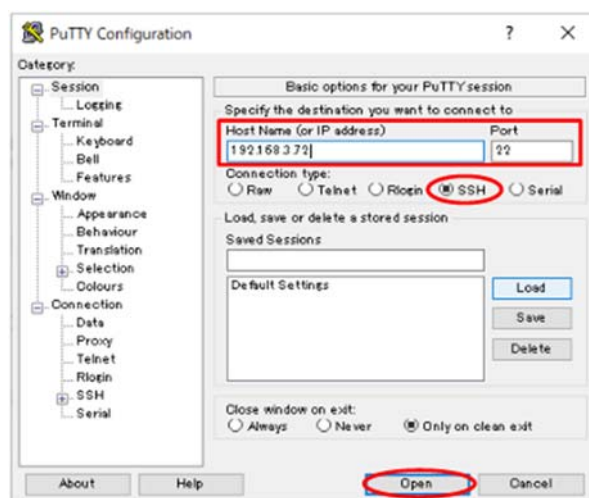 PuTTY Configuration ? ×
Category:
Session
Logging
Terminal
Keyboard
Bell
Features
Window
Appearance
Behaviour
Translation
Selection
Colours
Connection
Data
Proxy
Telnet
Rlogin
SSH
Serial
Basic options for your PuTTY session
Specify the destination you want to connect to
Host Name (or IP address) Port
192.168.3.72 22
Connection type:
Raw Telnet Rlogin SSH Serial
Load, save or delete a stored session
Saved Sessions
Default Settings
Load
Save
Delete
Close window on exit:
Always Never Only on clean exit
About Help Open Cancel